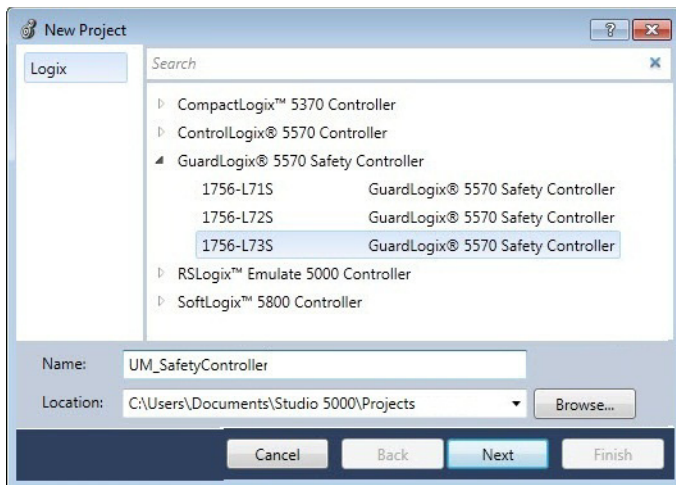 New Project
Logix
Search
CompactLogix™ 5370 Controller
ControlLogix® 5570 Controller
GuardLogix® 5570 Safety Controller
1756-L71S GuardLogix® 5570 Safety Controller
1756-L72S GuardLogix® 5570 Safety Controller
1756-L73S GuardLogix® 5570 Safety Controller
RSLogix™ Emulate 5000 Controller
SoftLogix™ 5800 Controller
Name: UM_SafetyController
Location: C:\Users\Documents\Studio 5000\Projects Browse...
Cancel Back Next Finish